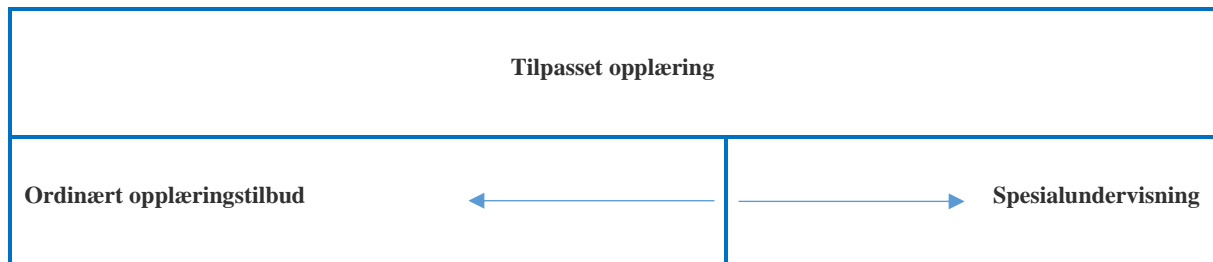 Tilpasset opplæring
Ordinært opplæringstilbud
Spesialundervisning